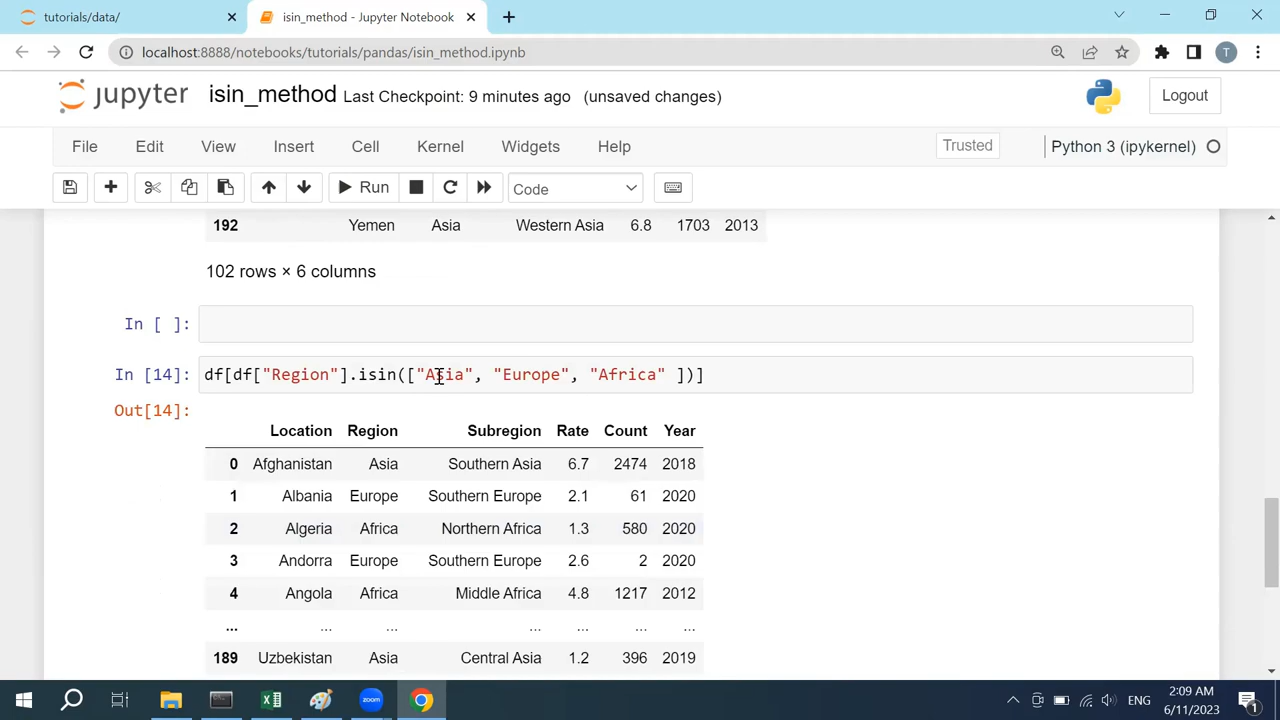 tutorials/data/
isin_method - Jupyter Notebook
localhost:8888/notebooks/tutorials/pandas/isin_method.ipynb
T
jupyter isin_method Last Checkpoint: 9 minutes ago (unsaved changes)
Logout
File Edit View Insert Cell Kernel Widgets Help
Trusted
Python 3 (ipykernel)
Run
Code
192 Yemen Asia Western Asia 6.8 1703 2013
102 rows × 6 columns
In [ ]:
In [14]: df[df["Region"].isin(["Asia", "Europe", "Africa" ])]
Out[14]:
Location Region Subregion Rate Count Year
0 Afghanistan Asia Southern Asia 6.7 2474 2018
1 Albania Europe Southern Europe 2.1 61 2020
2 Algeria Africa Northern Africa 1.3 580 2020
3 Andorra Europe Southern Europe 2.6 2 2020
4 Angola Africa Middle Africa 4.8 1217 2012
... ... ... ... ... ... ...
189 Uzbekistan Asia Central Asia 1.2 396 2019
zoom
ENG
2:09 AM
6/11/2023
1